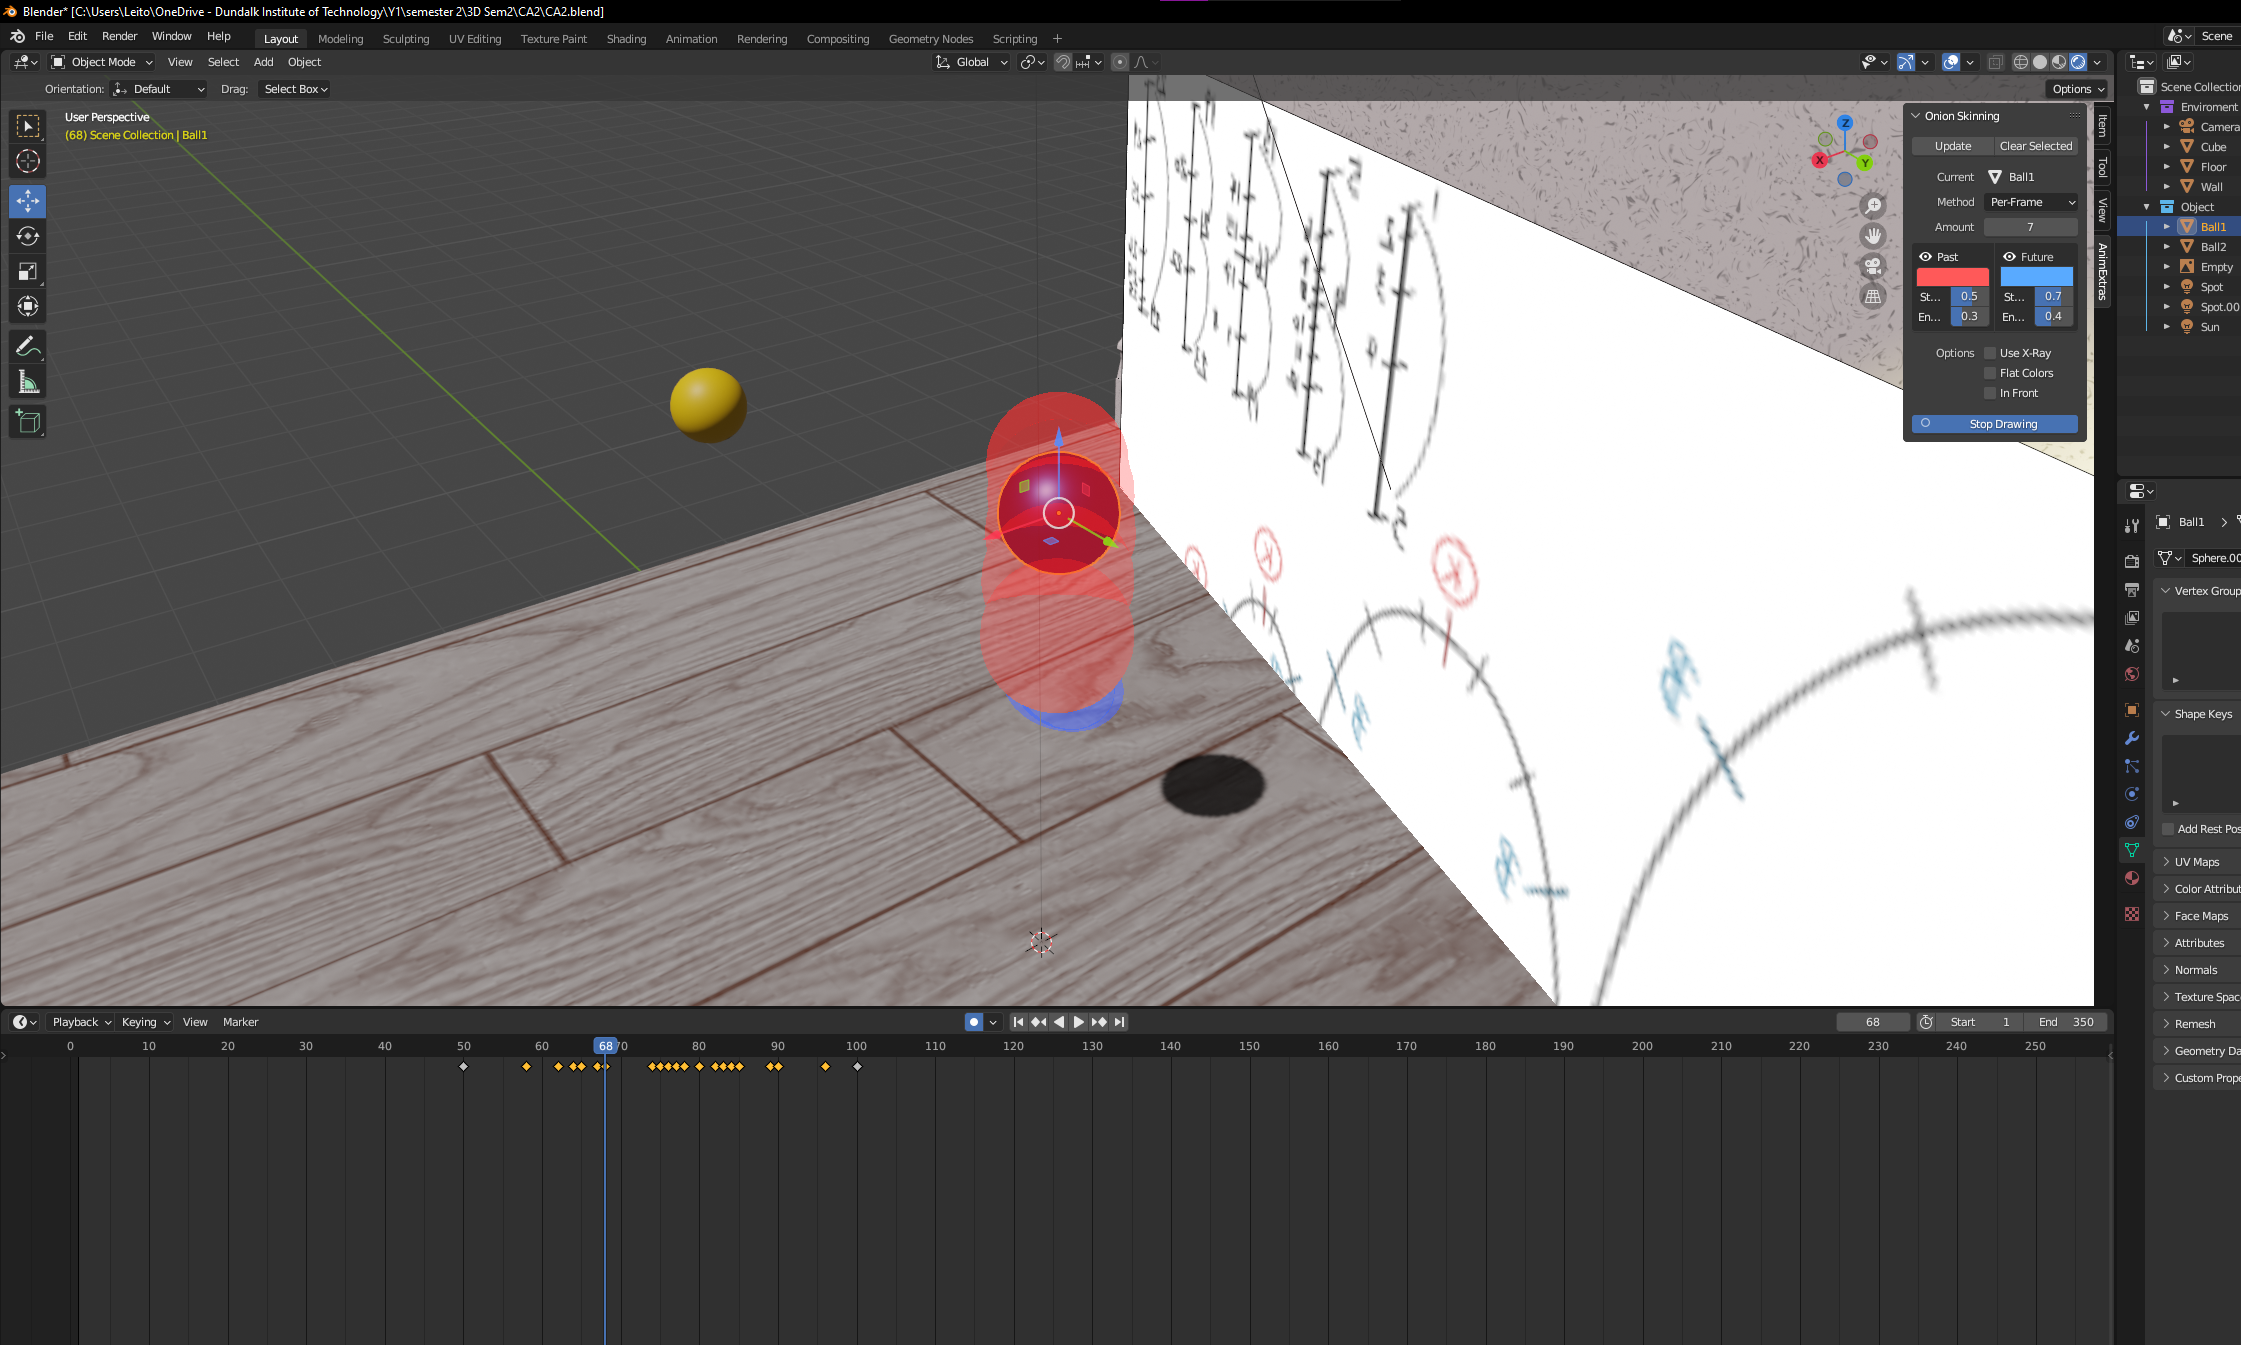 Blender* [C:\Users\Leito\OneDrive - Dundalk Institute of Technology\Y1\semester 2\3D Sem2\CA2\CA2.blend]
File Edit Render Window Help Layout Modeling Sculpting UV Editing Texture Paint Shading Animation Rendering Compositing Geometry Nodes Scripting + Scene
Object Mode View Select Add Object Global
Orientation: Default Drag: Select Box Options
User Perspective
(68) Scene Collection | Ball1
Onion Skinning
Update Clear Selected
Current Ball1
Method Per-Frame
Amount 7
Past Future
St... 0.5 St... 0.7
En... 0.3 En... 0.4
Options Use X-Ray
Flat Colors
In Front
Stop Drawing
Z
X
Y
Item
Tool
View
AnimExtras
Scene Collection
Enviroment
Camera
Cube
Floor
Wall
Object
Ball1
Ball2
Empty
Spot
Spot.00
Sun
Ball1
Sphere.00
Vertex Group
Shape Keys
Add Rest Pos
UV Maps
Color Attribut
Face Maps
Attributes
Normals
Texture Spac
Remesh
Geometry Da
Custom Prope
Playback Keying View Marker 68 Start 1 End 350
0 10 20 30 40 50 60 68 70 80 90 100 110 120 130 140 150 160 170 180 190 200 210 220 230 240 250